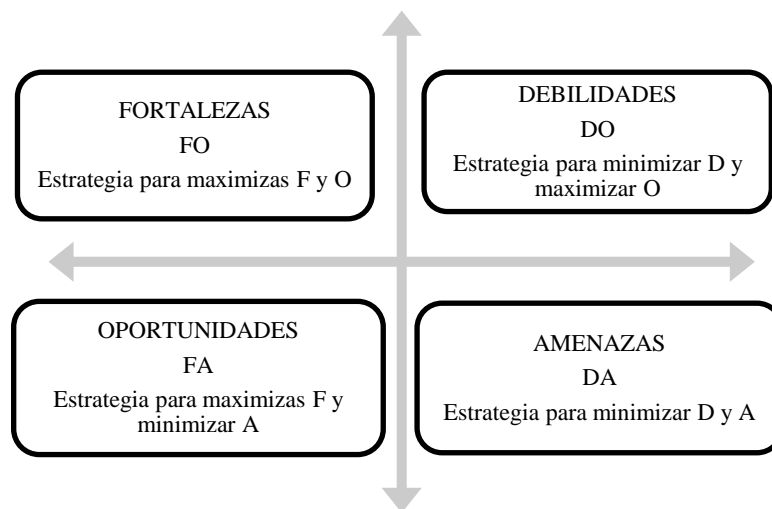 FORTALEZAS
FO
Estrategia para maximizas F y O
DEBILIDADES
DO
Estrategia para minimizar D y
maximizar O
OPORTUNIDADES
FA
Estrategia para maximizas F y
minimizar A
AMENAZAS
DA
Estrategia para minimizar D y A